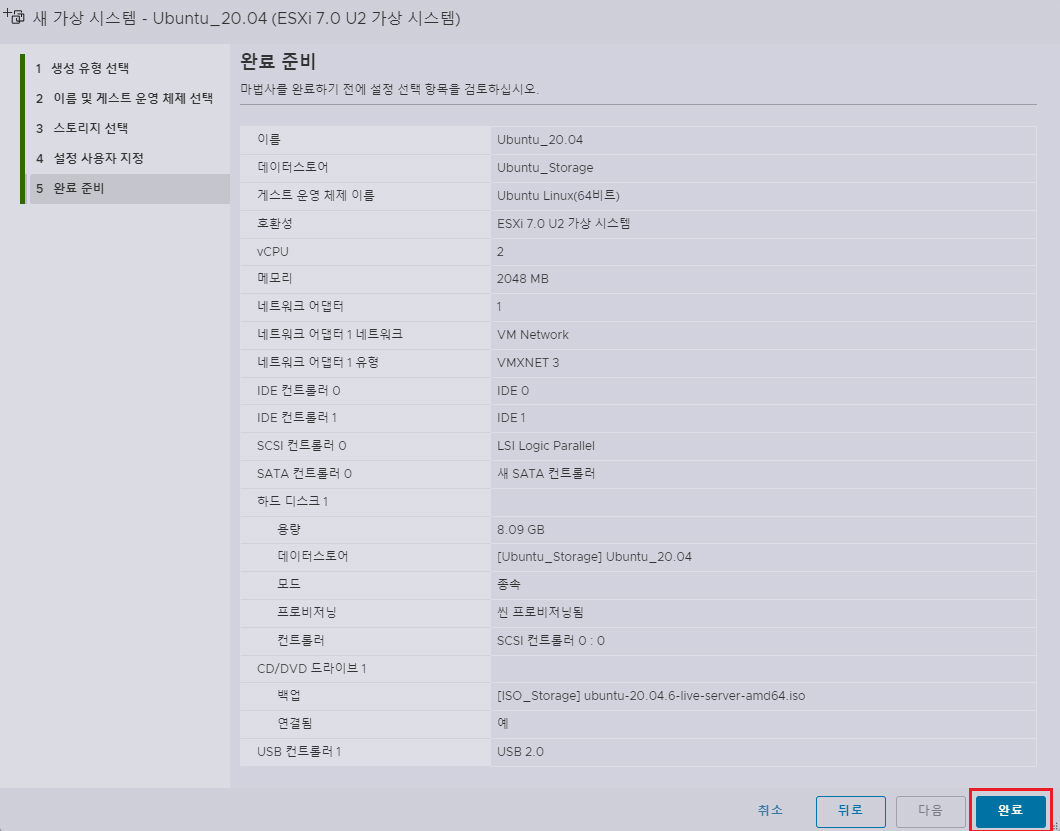 새 가상 시스템 - Ubuntu_20.04 (ESXi 7.0 U2 가상 시스템)
1 생성 유형 선택
2 이름 및 게스트 운영 체제 선택
3 스토리지 선택
4 설정 사용자 지정
5 완료 준비
완료 준비
마법사를 완료하기 전에 설정 선택 항목을 검토하십시오.
이름 Ubuntu_20.04
데이터스토어 Ubuntu_Storage
게스트 운영 체제 이름 Ubuntu Linux(64비트)
호환성 ESXi 7.0 U2 가상 시스템
vCPU 2
메모리 2048 MB
네트워크 어댑터 1
네트워크 어댑터 1 네트워크 VM Network
네트워크 어댑터 1 유형 VMXNET 3
IDE 컨트롤러 0 IDE 0
IDE 컨트롤러 1 IDE 1
SCSI 컨트롤러 0 LSI Logic Parallel
SATA 컨트롤러 0 새 SATA 컨트롤러
하드 디스크 1
용량 8.09 GB
데이터스토어 [Ubuntu_Storage] Ubuntu_20.04
모드 종속
프로비저닝 씬 프로비저닝됨
컨트롤러 SCSI 컨트롤러 0 : 0
CD/DVD 드라이브 1
백업 [ISO_Storage] ubuntu-20.04.6-live-server-amd64.iso
연결됨 예
USB 컨트롤러 1 USB 2.0
취소 뒤로 다음 완료